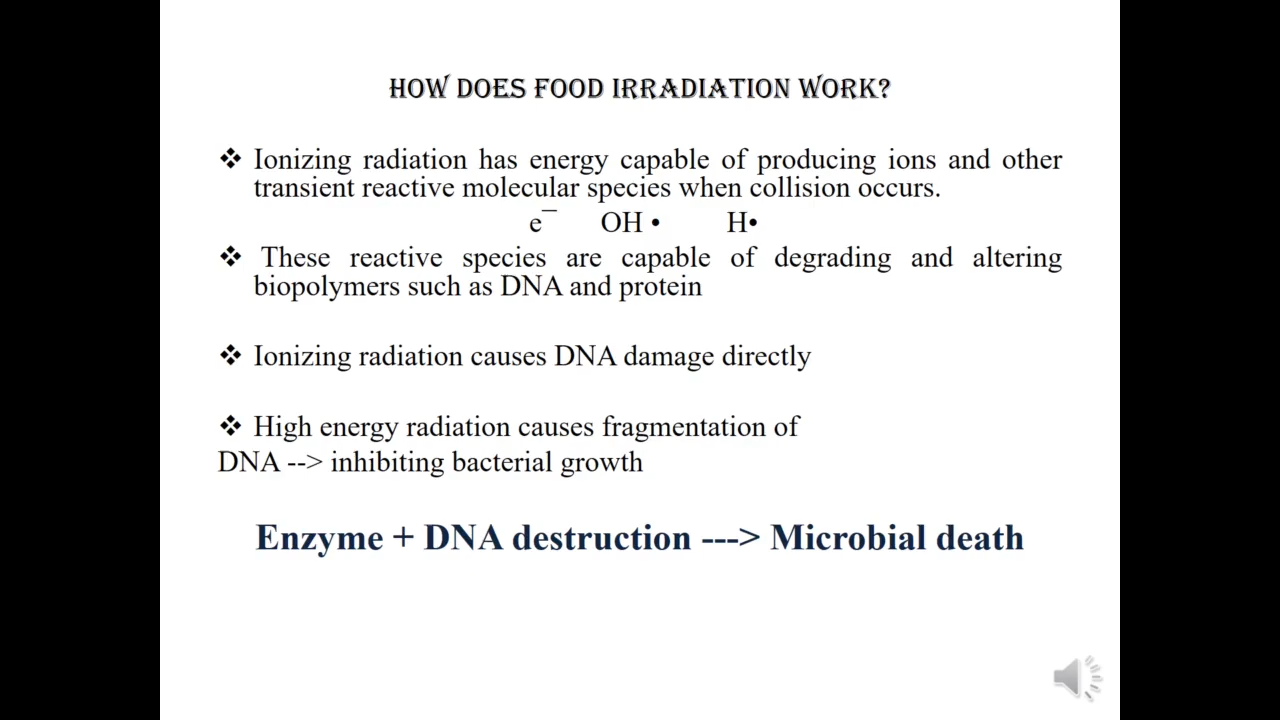 HOW DOES FOOD IRRADIATION WORK?
❖ Ionizing radiation has energy capable of producing ions and other
transient reactive molecular species when collision occurs.
e¯ OH • H•
❖ These reactive species are capable of degrading and altering
biopolymers such as DNA and protein
❖ Ionizing radiation causes DNA damage directly
❖ High energy radiation causes fragmentation of
DNA --> inhibiting bacterial growth
Enzyme + DNA destruction ---> Microbial death